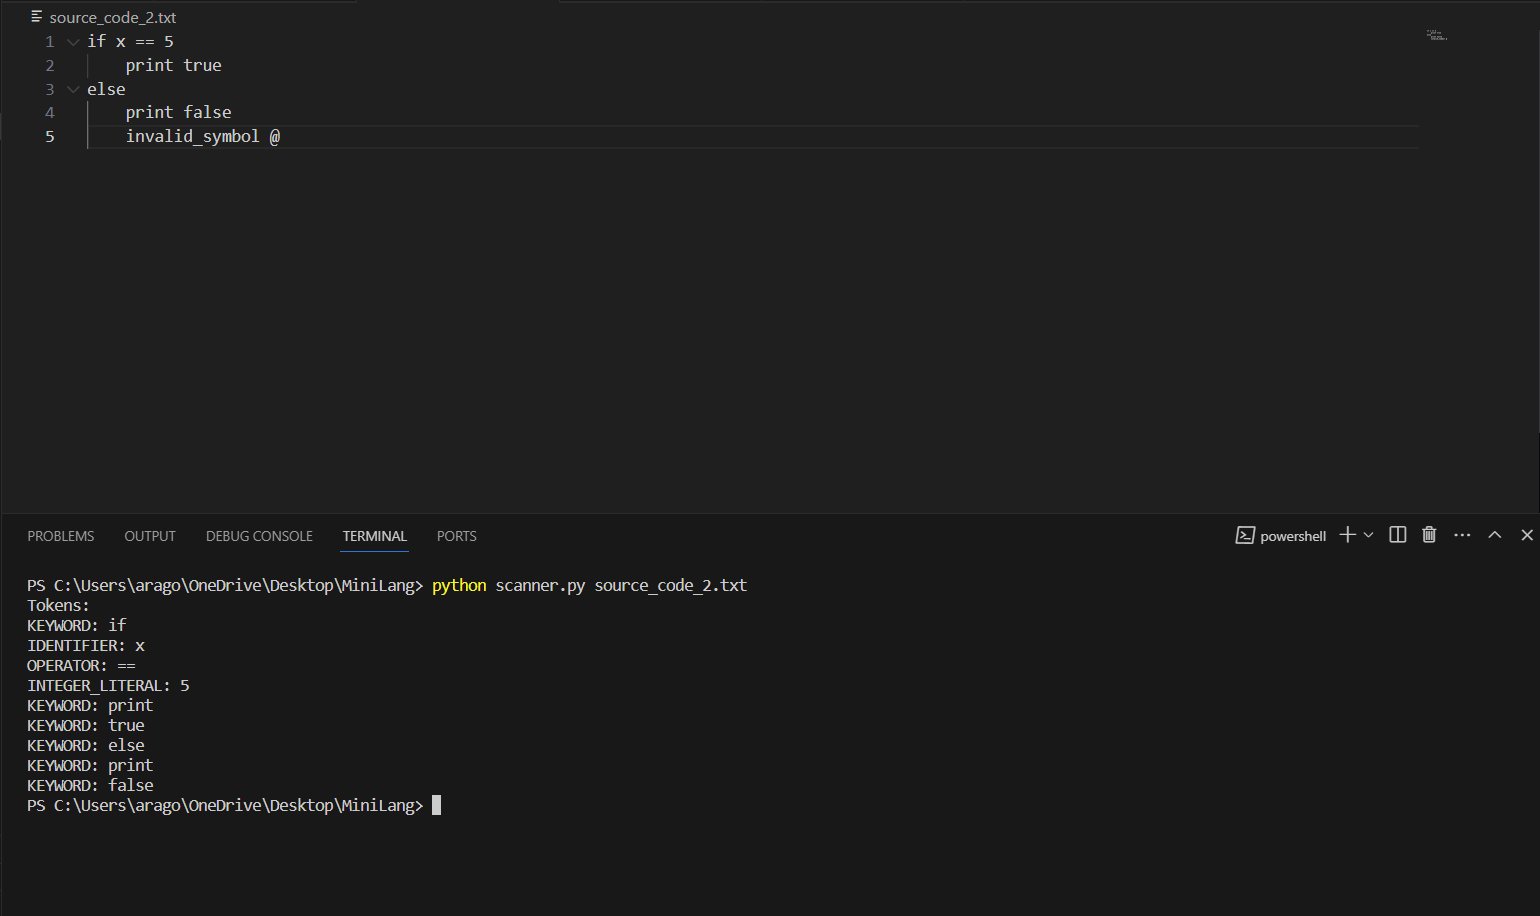 source_code_2.txt
1 if x == 5
2 print true
3 else
4 print false
5 invalid_symbol @
PROBLEMS OUTPUT DEBUG CONSOLE TERMINAL PORTS powershell
PS C:\Users\arago\OneDrive\Desktop\MiniLang> python scanner.py source_code_2.txt
Tokens:
KEYWORD: if
IDENTIFIER: x
OPERATOR: ==
INTEGER_LITERAL: 5
KEYWORD: print
KEYWORD: true
KEYWORD: else
KEYWORD: print
KEYWORD: false
PS C:\Users\arago\OneDrive\Desktop\MiniLang>